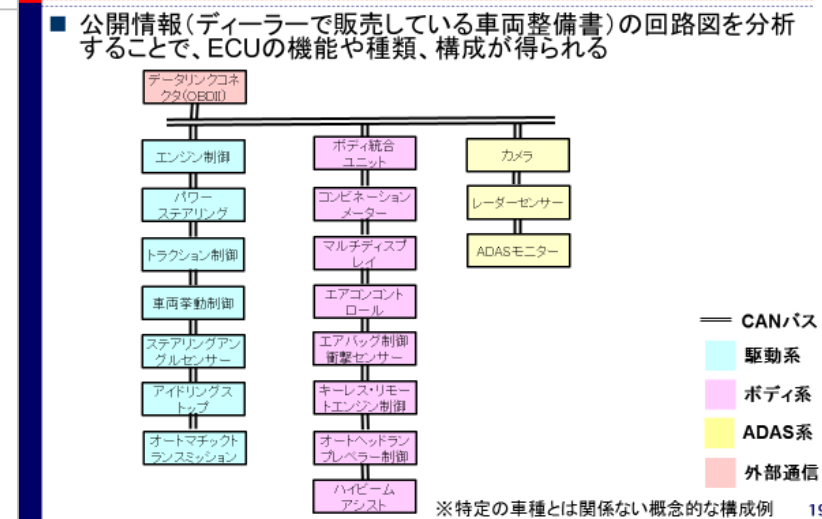 ■ 公開情報（ディーラーで販売している車両整備書）の回路図を分析
することで、ECUの機能や種類、構成が得られる
データリンクコネ
クタ(OBDII)
エンジン制御
パワー
ステアリング
トラクション制御
車両挙動制御
ステアリングアン
グルセンサー
アイドリングス
トップ
オートマチックト
ランスミッション
ボディ統合
ユニット
コンビネーション
メーター
マルチディスプ
レイ
エアコンコント
ロール
エアバッグ制御
衝撃センサー
キーレス・リモー
トエンジン制御
オートヘッドラン
プレベラー制御
ハイビーム
アシスト
カメラ
レーダーセンサー
ADASモニター
CANバス
駆動系
ボディ系
ADAS系
外部通信
※特定の車種とは関係ない概念的な構成例